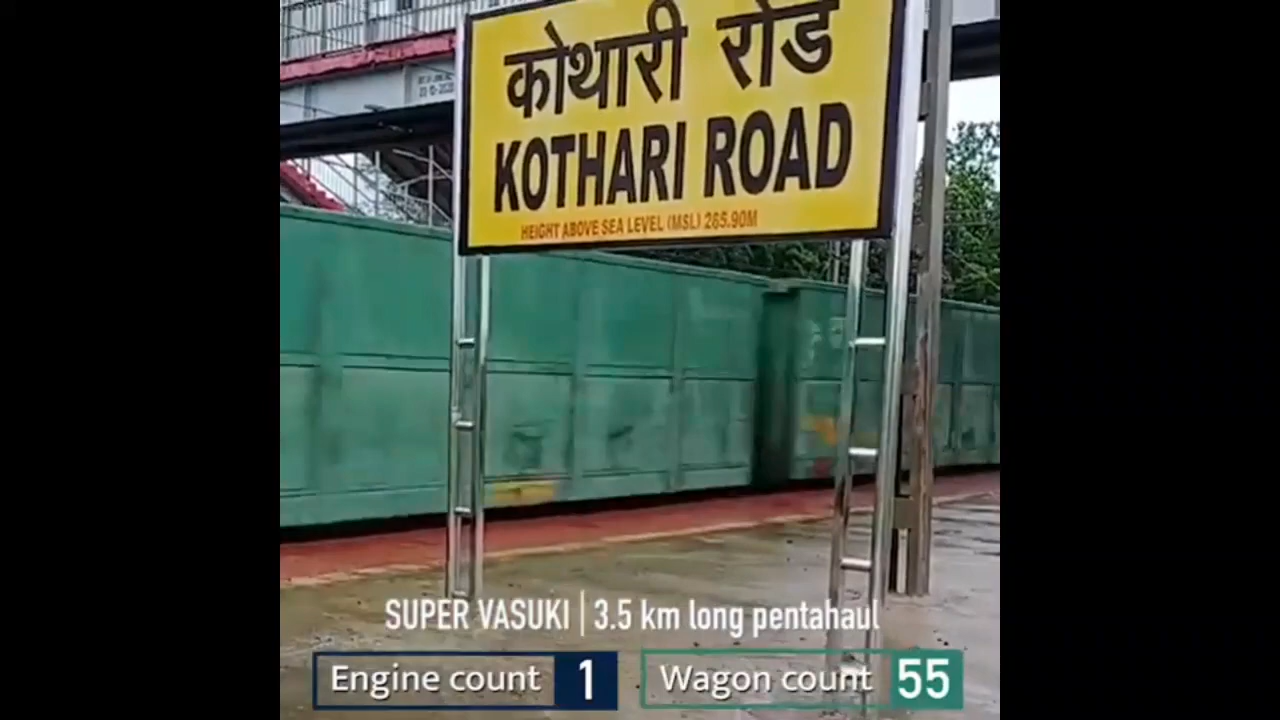 कोथारी रोड
KOTHARI ROAD
HEIGHT ABOVE SEA LEVEL (MSL) 265.90M
SUPER VASUKI | 3.5 km long pentahaul
Engine count 1 Wagon count 55